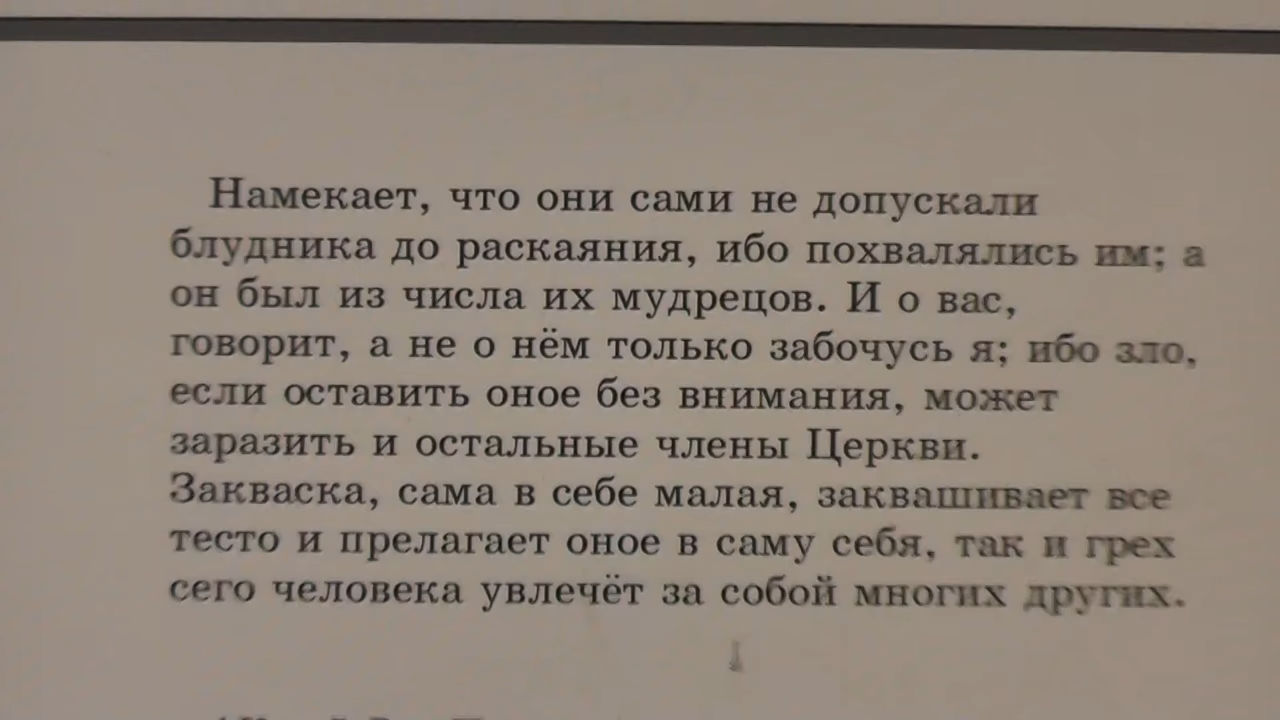 Намекает, что они сами не допускали
блудника до раскаяния, ибо похвалялись им; а
он был из числа их мудрецов. И о вас,
говорит, а не о нём только забочусь я; ибо зло,
если оставить оное без внимания, может
заразить и остальные члены Церкви.
Закваска, сама в себе малая, заквашивает все
тесто и прелагает оное в саму себя, так и грех
сего человека увлечёт за собой многих других.